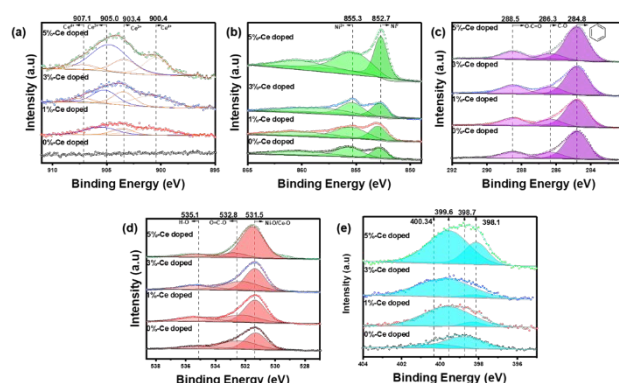 (a)
907.1 905.0 903.4 900.4
Ce³⁺ Ce⁴⁺
5%-Ce doped
3%-Ce doped
1%-Ce doped
0%-Ce doped
Intensity (a.u)
910 905 900 895
Binding Energy (eV)
(b)
855.3 852.7
Ni²⁺ Ni⁰
5%-Ce doped
3%-Ce doped
1%-Ce doped
0%-Ce doped
Intensity (a.u)
865 860 855 850
Binding Energy (eV)
(c)
288.5 286.3 284.8
O-C=O C-O
5%-Ce doped
3%-Ce doped
1%-Ce doped
0%-Ce doped
Intensity (a.u)
292 290 288 286 284 282
Binding Energy (eV)
(d)
535.1 532.8 531.5
H-O O=C-O Ni-O/Ce-O
5%-Ce doped
3%-Ce doped
1%-Ce doped
0%-Ce doped
Intensity (a.u)
536 534 532 530 528
Binding Energy (eV)
(e)
399.6 398.7
400.34 398.1
5%-Ce doped
3%-Ce doped
1%-Ce doped
0%-Ce doped
Intensity (a.u)
404 402 400 398 396
Binding Energy (eV)